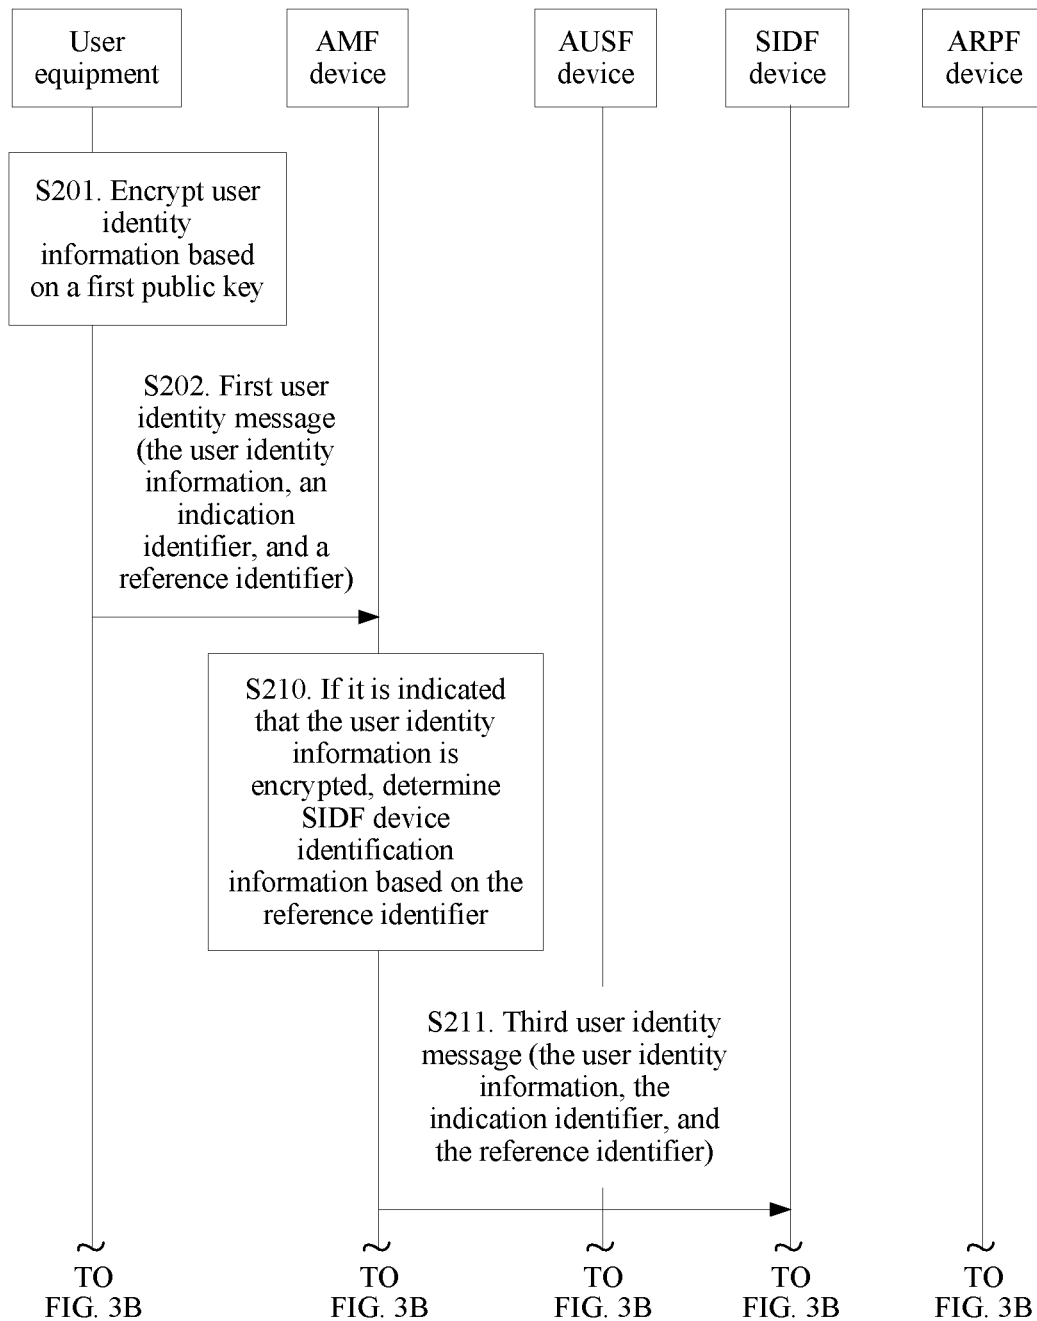 User
equipment
AMF
device
AUSF
device
SIDF
device
ARPF
device
S201. Encrypt user
identity
information based
on a first public key
S202. First user
identity message
(the user identity
information, an
indication
identifier, and a
reference identifier)
S210. If it is indicated
that the user identity
information is
encrypted, determine
SIDF device
identification
information based on the
reference identifier
S211. Third user identity
message (the user identity
information, the
indication identifier, and
the reference identifier)
TO
FIG. 3B
TO
FIG. 3B
TO
FIG. 3B
TO
FIG. 3B
TO
FIG. 3B